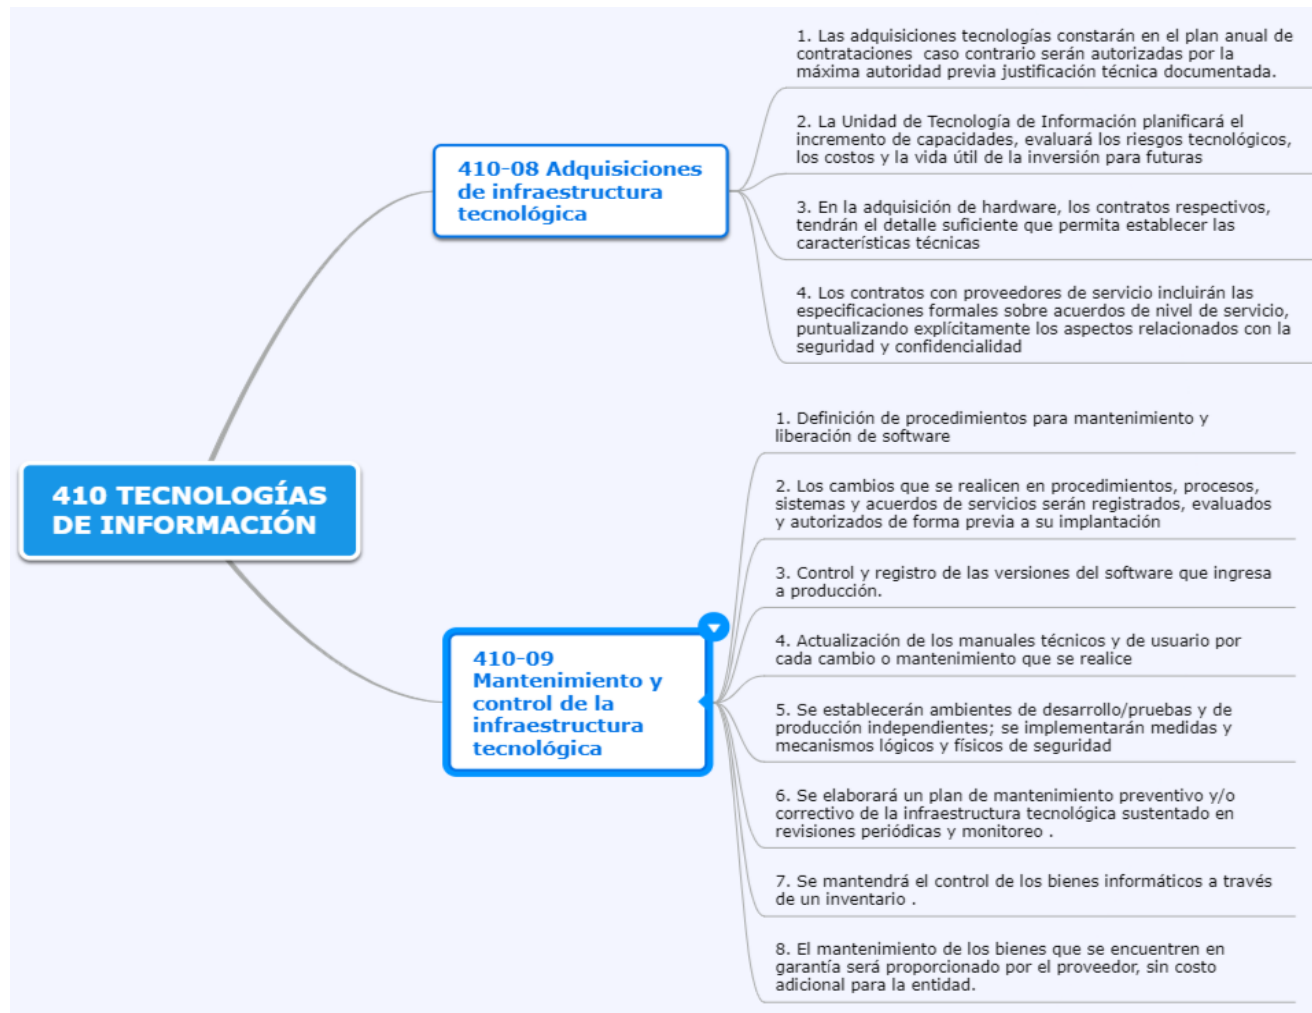 410 TECNOLOGÍAS
DE INFORMACIÓN
410-08 Adquisiciones
de infraestructura
tecnológica
1. Las adquisiciones tecnologías constarán en el plan anual de
contrataciones  caso contrario serán autorizadas por la
máxima autoridad previa justificación técnica documentada.
2. La Unidad de Tecnología de Información planificará el
incremento de capacidades, evaluará los riesgos tecnológicos,
los costos y la vida útil de la inversión para futuras
3. En la adquisición de hardware, los contratos respectivos,
tendrán el detalle suficiente que permita establecer las
características técnicas
4. Los contratos con proveedores de servicio incluirán las
especificaciones formales sobre acuerdos de nivel de servicio,
puntualizando explícitamente los aspectos relacionados con la
seguridad y confidencialidad
410-09
Mantenimiento y
control de la
infraestructura
tecnológica
1. Definición de procedimientos para mantenimiento y
liberación de software
2. Los cambios que se realicen en procedimientos, procesos,
sistemas y acuerdos de servicios serán registrados, evaluados
y autorizados de forma previa a su implantación
3. Control y registro de las versiones del software que ingresa
a producción.
4. Actualización de los manuales técnicos y de usuario por
cada cambio o mantenimiento que se realice
5. Se establecerán ambientes de desarrollo/pruebas y de
producción independientes; se implementarán medidas y
mecanismos lógicos y físicos de seguridad
6. Se elaborará un plan de mantenimiento preventivo y/o
correctivo de la infraestructura tecnológica sustentado en
revisiones periódicas y monitoreo .
7. Se mantendrá el control de los bienes informáticos a través
de un inventario .
8. El mantenimiento de los bienes que se encuentren en
garantía será proporcionado por el proveedor, sin costo
adicional para la entidad.